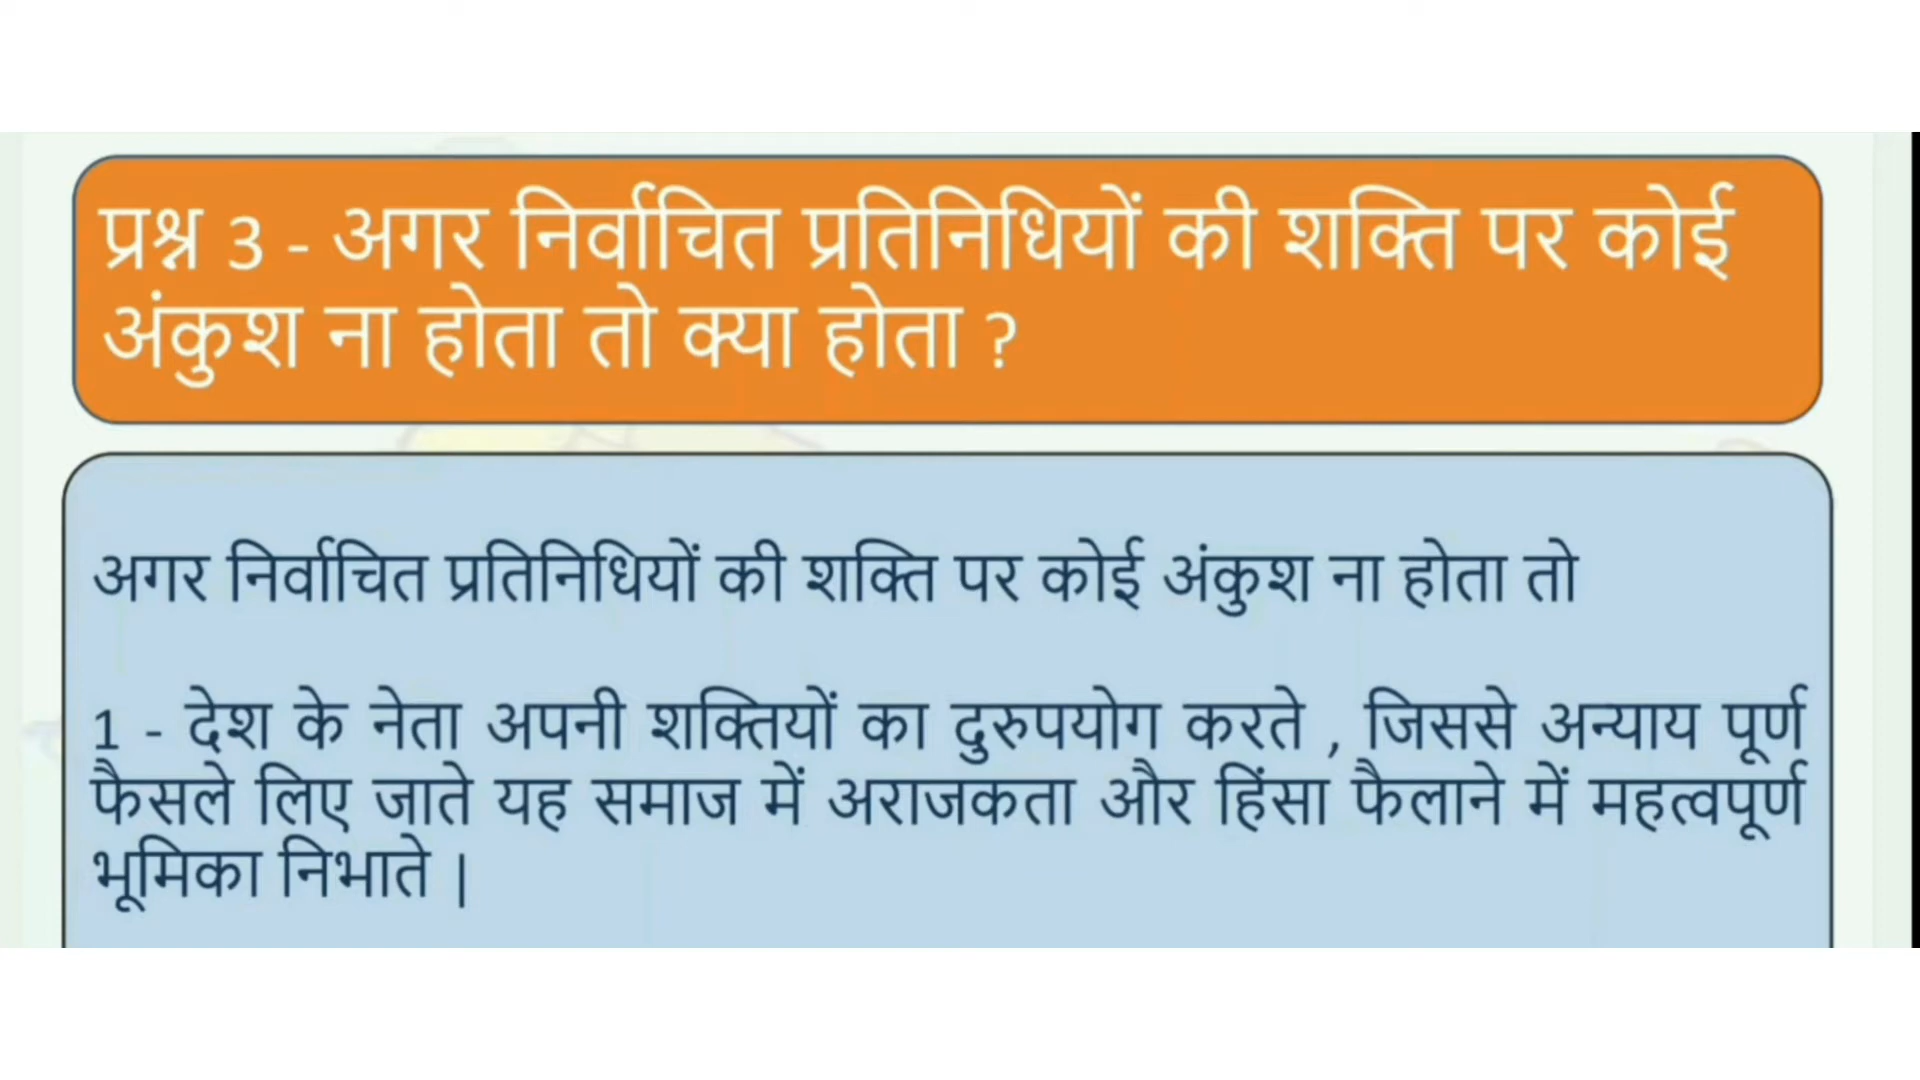 प्रश्न 3 - अगर निर्वाचित प्रतिनिधियों की शक्ति पर कोई
अंकुश ना होता तो क्या होता ?
अगर निर्वाचित प्रतिनिधियों की शक्ति पर कोई अंकुश ना होता तो
1 - देश के नेता अपनी शक्तियों का दुरुपयोग करते , जिससे अन्याय पूर्ण
फैसले लिए जाते यह समाज में अराजकता और हिंसा फैलाने में महत्वपूर्ण
भूमिका निभाते |